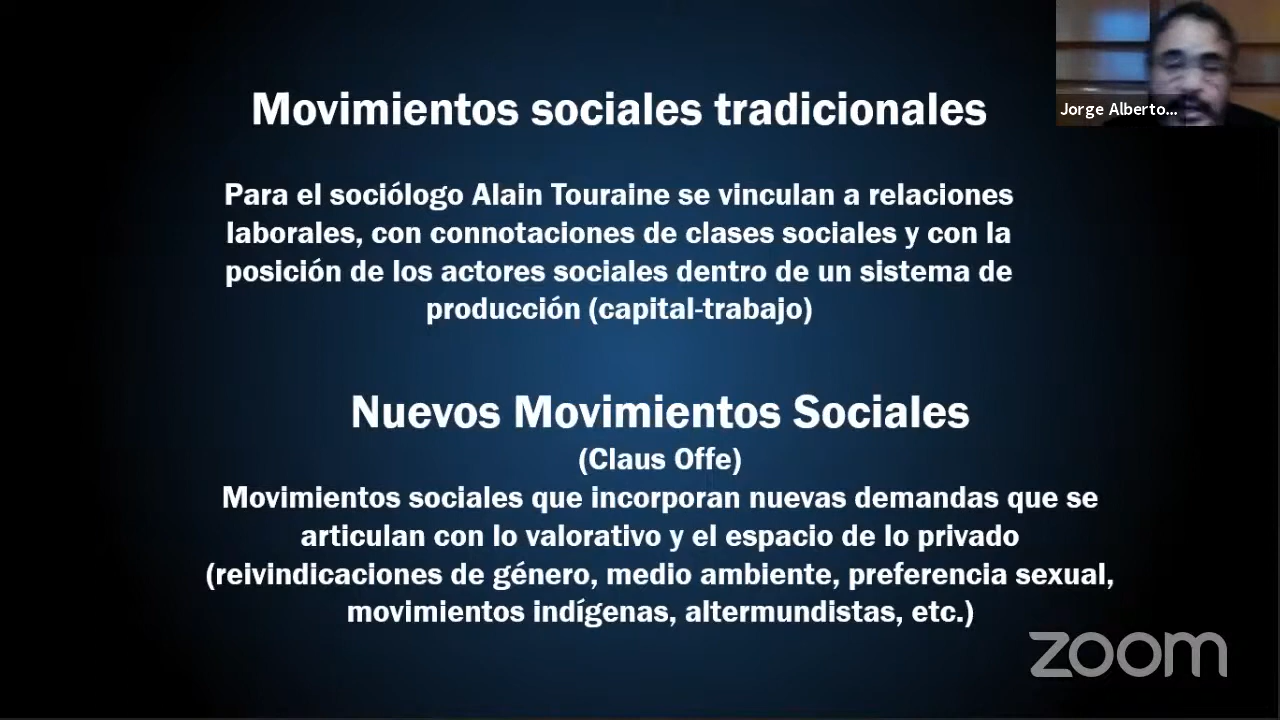 Movimientos sociales tradicionales
Jorge Alberto...
Para el sociólogo Alain Touraine se vinculan a relaciones
laborales, con connotaciones de clases sociales y con la
posición de los actores sociales dentro de un sistema de
producción (capital-trabajo)
Nuevos Movimientos Sociales
(Claus Offe)
Movimientos sociales que incorporan nuevas demandas que se
articulan con lo valorativo y el espacio de lo privado
(reivindicaciones de género, medio ambiente, preferencia sexual,
movimientos indígenas, altermundistas, etc.)
zoom